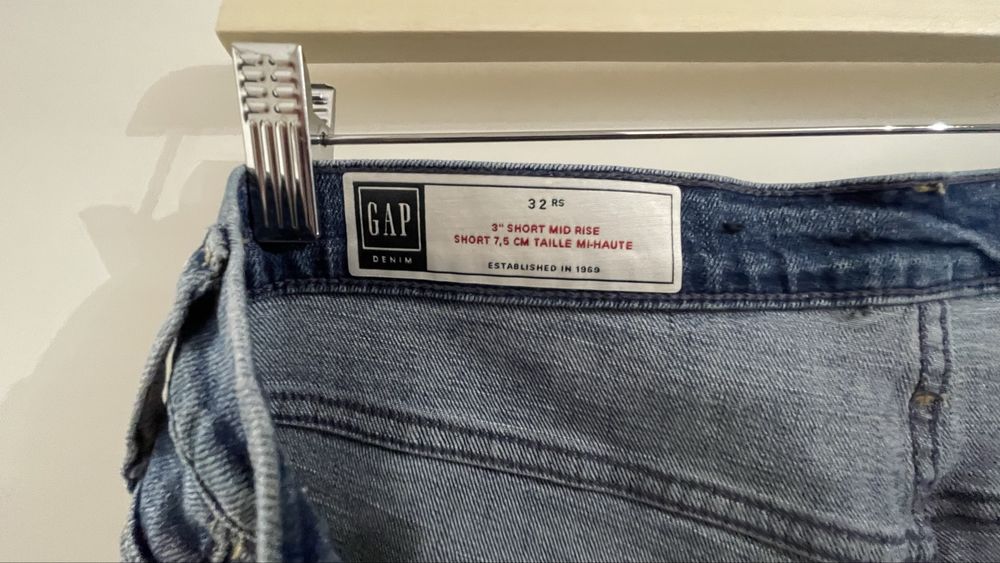 GAP
DENIM
32 RS
3" SHORT MID RISE
SHORT 7,5 CM TAILLE MI-HAUTE
ESTABLISHED IN 1969